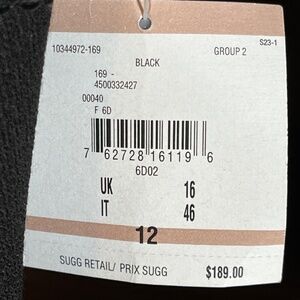 S23-1
10344972-169 GROUP 2
BLACK
169 -
4500332427
00040
F 6D
7 62728 16119 6
6D02
UK 16
IT 46
12
SUGG RETAIL/ PRIX SUGG $189.00